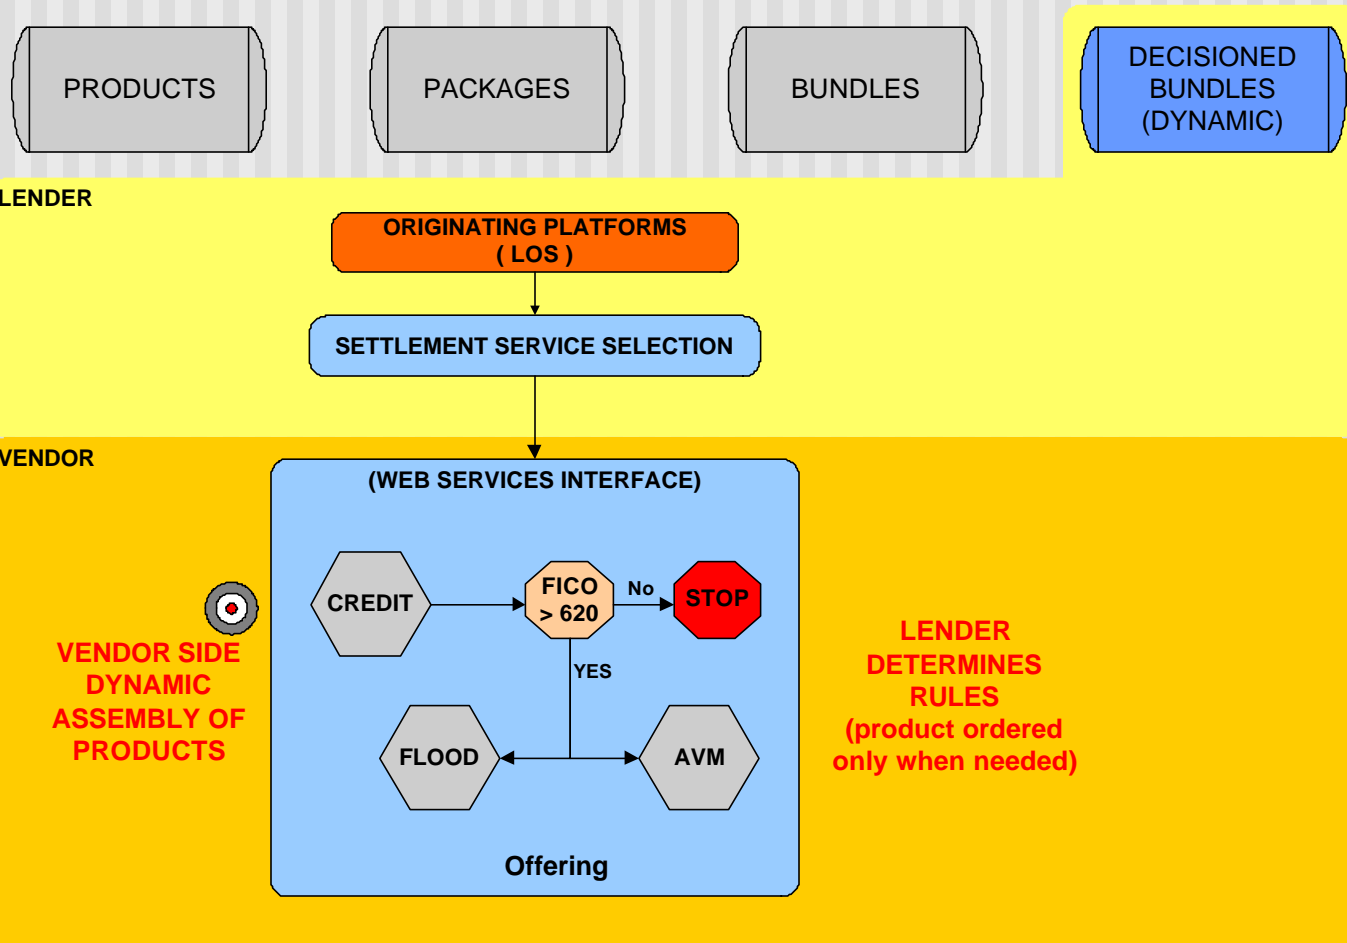 PRODUCTS
PACKAGES
BUNDLES
DECISIONED
BUNDLES
(DYNAMIC)
LENDER
ORIGINATING PLATFORMS
( LOS )
SETTLEMENT SERVICE SELECTION
VENDOR
(WEB SERVICES INTERFACE)
CREDIT
FICO
> 620
No
STOP
YES
FLOOD
AVM
Offering
VENDOR SIDE
DYNAMIC
ASSEMBLY OF
PRODUCTS
LENDER
DETERMINES
RULES
(product ordered
only when needed)